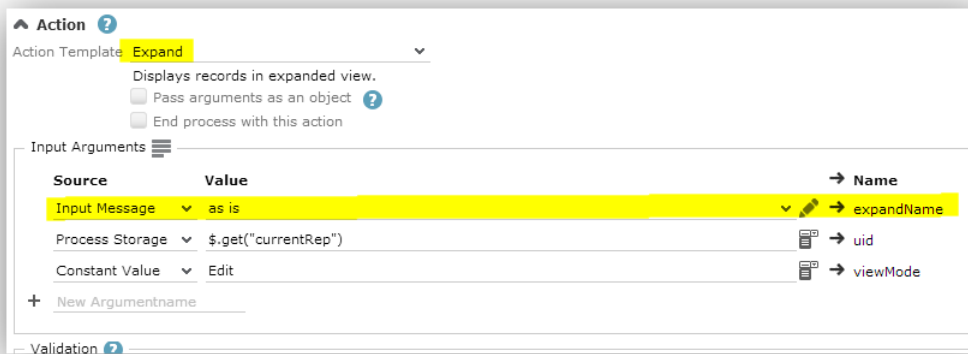 Action ?
Action Template Expand
Displays records in expanded view.
Pass arguments as an object ?
End process with this action
Input Arguments
Source Value → Name
Input Message as is → expandName
Process Storage $.get("currentRep") → uid
Constant Value Edit → viewMode
+ New Argumentname
Validation ?